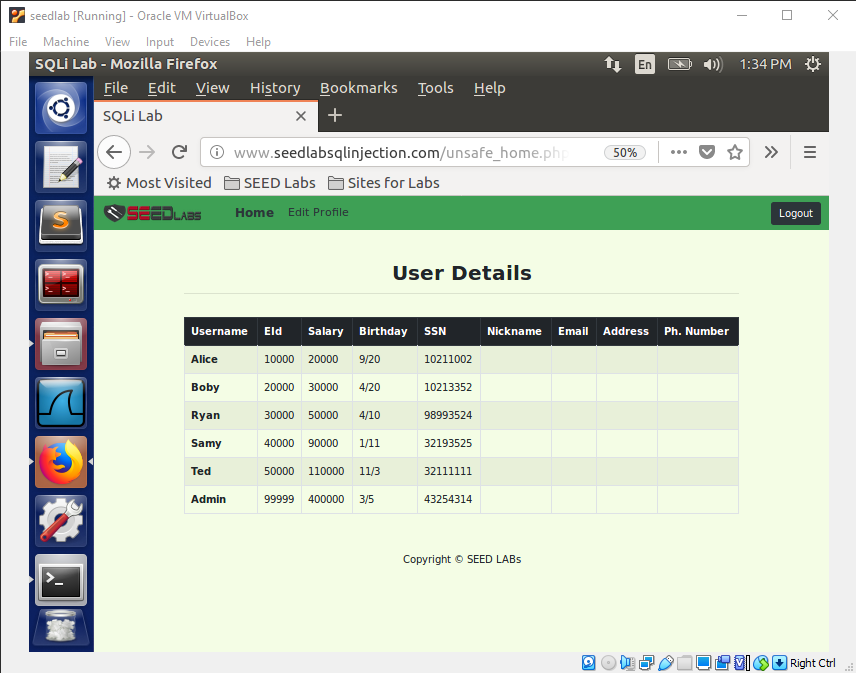 seedlab [Running] - Oracle VM VirtualBox
File Machine View Input Devices Help
SQLi Lab - Mozilla Firefox En 1:34 PM
File Edit View History Bookmarks Tools Help
SQLi Lab
www.seedlabsqlinjection.com/unsafe_home.php 50%
Most Visited SEED Labs Sites for Labs
SEEDLABS Home Edit Profile Logout
User Details
Username EId Salary Birthday SSN Nickname Email Address Ph. Number
Alice 10000 20000 9/20 10211002
Boby 20000 30000 4/20 10213352
Ryan 30000 50000 4/10 98993524
Samy 40000 90000 1/11 32193525
Ted 50000 110000 11/3 32111111
Admin 99999 400000 3/5 43254314
Copyright © SEED LABs
Right Ctrl